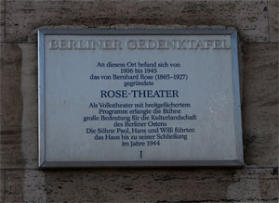 BERLINER GEDENKTAFEL
An diesem Ort befand sich von
1906 bis 1945
das von Bernhard Rose (1865-1927)
gegründete
ROSE-THEATER
Als Volkstheater mit breitgefächertem
Programm erlangte die Bühne
große Bedeutung für die Kulturlandschaft
des Berliner Ostens
Die Söhne Paul, Hans und Willi führten
das Haus bis zu seiner Schließung
im Jahre 1944